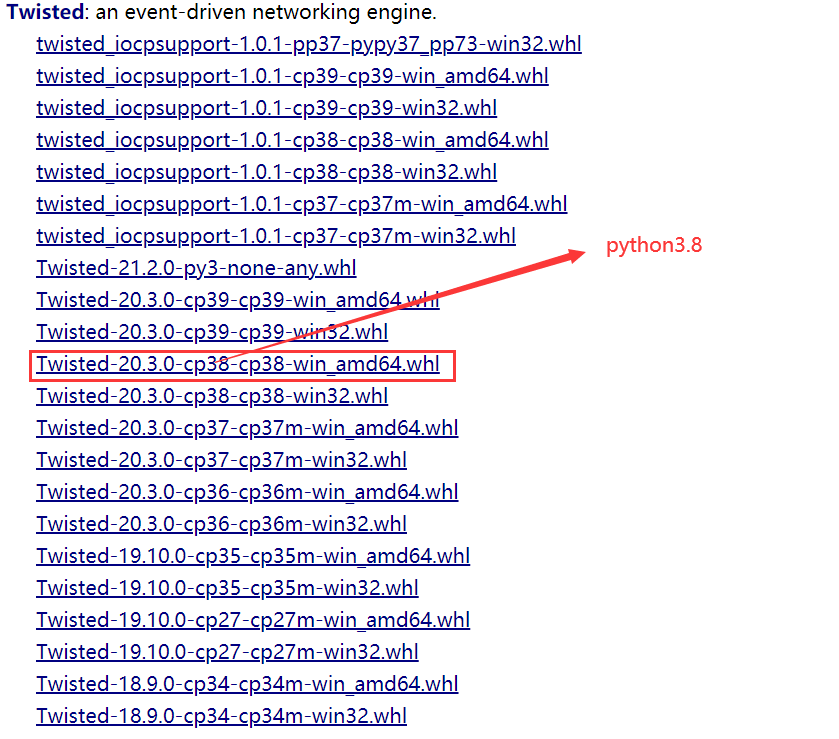 Twisted: an event-driven networking engine.
twisted_iocpsupport-1.0.1-pp37-pypy37_pp73-win32.whl
twisted_iocpsupport-1.0.1-cp39-cp39-win_amd64.whl
twisted_iocpsupport-1.0.1-cp39-cp39-win32.whl
twisted_iocpsupport-1.0.1-cp38-cp38-win_amd64.whl
twisted_iocpsupport-1.0.1-cp38-cp38-win32.whl
twisted_iocpsupport-1.0.1-cp37-cp37m-win_amd64.whl
twisted_iocpsupport-1.0.1-cp37-cp37m-win32.whl
python3.8
Twisted-21.2.0-py3-none-any.whl
Twisted-20.3.0-cp39-cp39-win_amd64.whl
Twisted-20.3.0-cp39-cp39-win32.whl
Twisted-20.3.0-cp38-cp38-win_amd64.whl
Twisted-20.3.0-cp38-cp38-win32.whl
Twisted-20.3.0-cp37-cp37m-win_amd64.whl
Twisted-20.3.0-cp37-cp37m-win32.whl
Twisted-20.3.0-cp36-cp36m-win_amd64.whl
Twisted-20.3.0-cp36-cp36m-win32.whl
Twisted-19.10.0-cp35-cp35m-win_amd64.whl
Twisted-19.10.0-cp35-cp35m-win32.whl
Twisted-19.10.0-cp27-cp27m-win_amd64.whl
Twisted-19.10.0-cp27-cp27m-win32.whl
Twisted-18.9.0-cp34-cp34m-win_amd64.whl
Twisted-18.9.0-cp34-cp34m-win32.whl